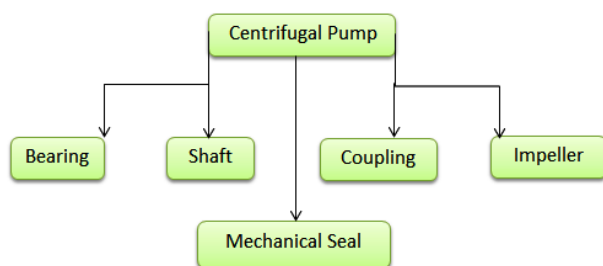 Centrifugal Pump
Bearing
Shaft
Coupling
Impeller
Mechanical Seal